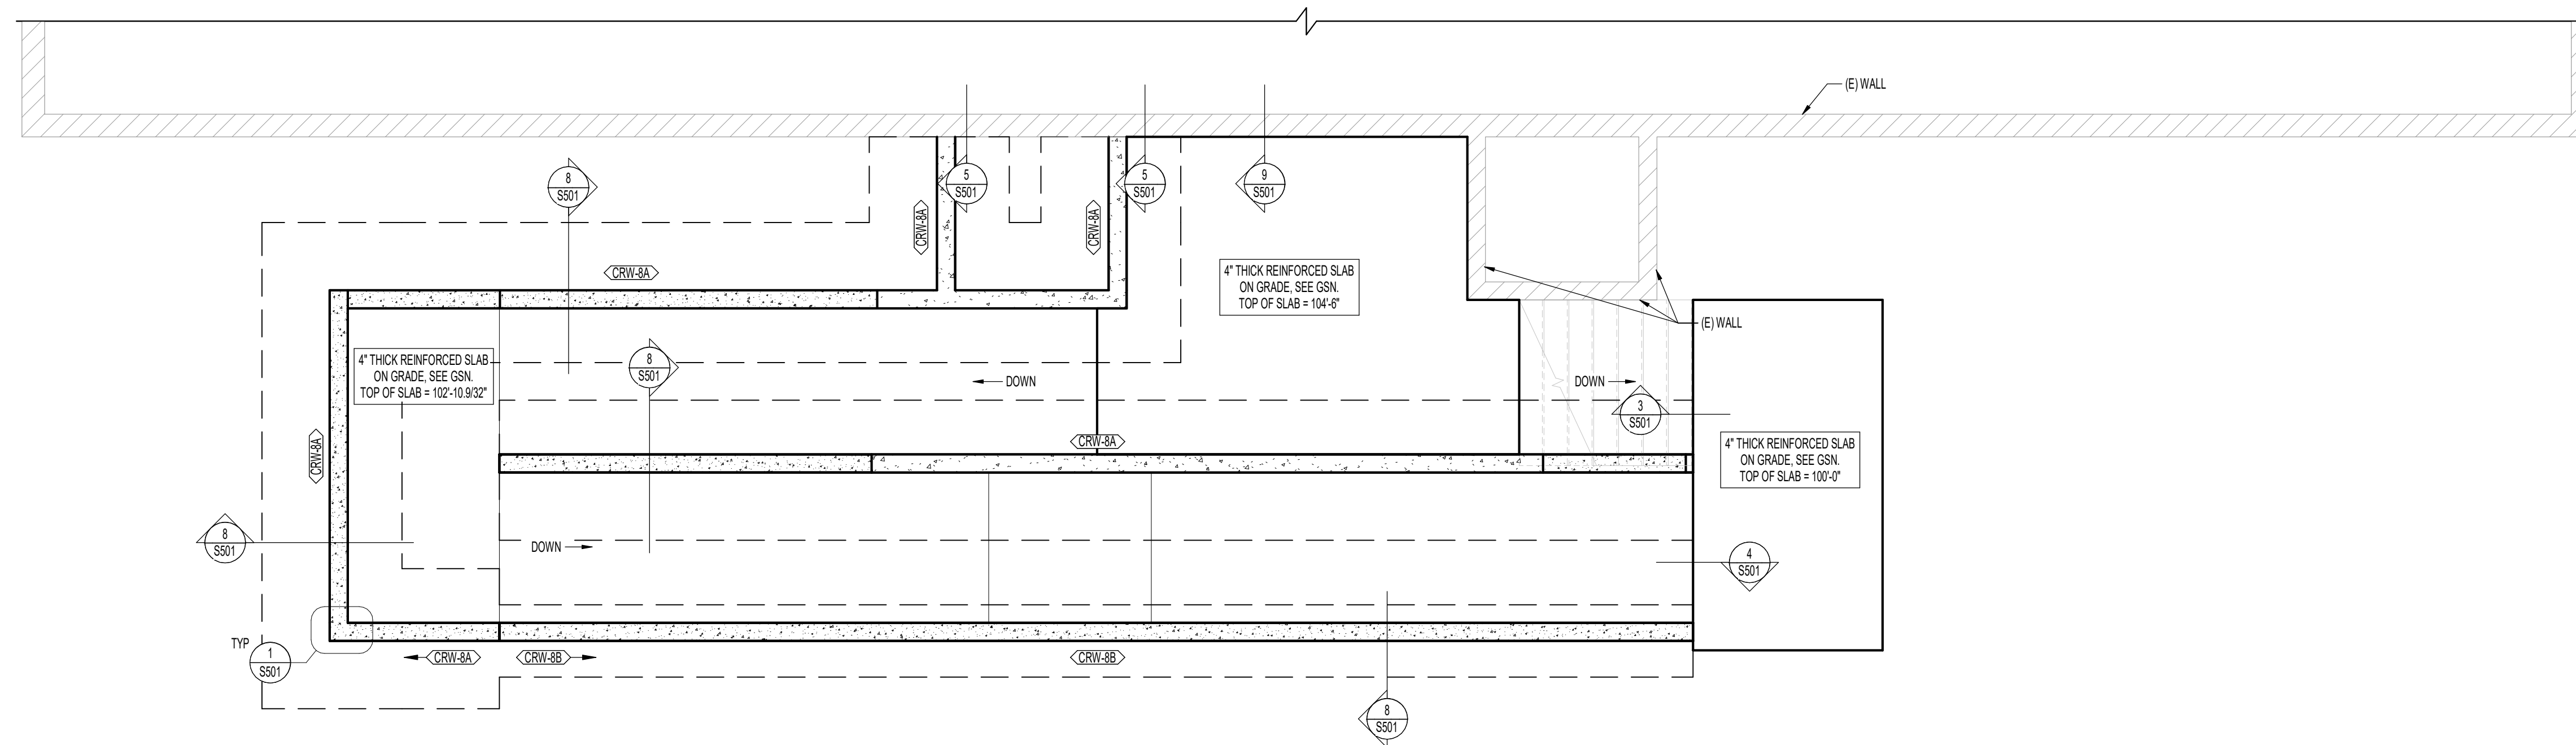 (E) WALL
5
S501
5
S501
9
S501
8
S501
CRW-8A
CRW-8A
CRW-8A
4" THICK REINFORCED SLAB
ON GRADE, SEE GSN.
TOP OF SLAB = 104'-6"
(E) WALL
4" THICK REINFORCED SLAB
ON GRADE, SEE GSN.
TOP OF SLAB = 102'-10.9/32"
8
S501
DOWN
DOWN
3
S501
CRW-8A
CRW-8A
4" THICK REINFORCED SLAB
ON GRADE, SEE GSN.
TOP OF SLAB = 100'-0"
8
S501
DOWN
4
S501
TYP
1
S501
CRW-8A
CRW-8B
CRW-8B
8
S501